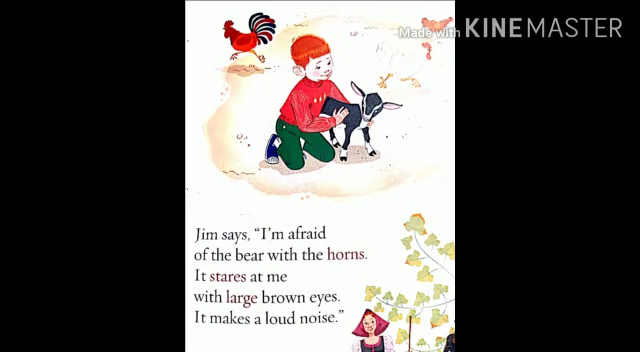 Made with KINEMASTER
Jim says, “I’m afraid
of the bear with the horns.
It stares at me
with large brown eyes.
It makes a loud noise.”